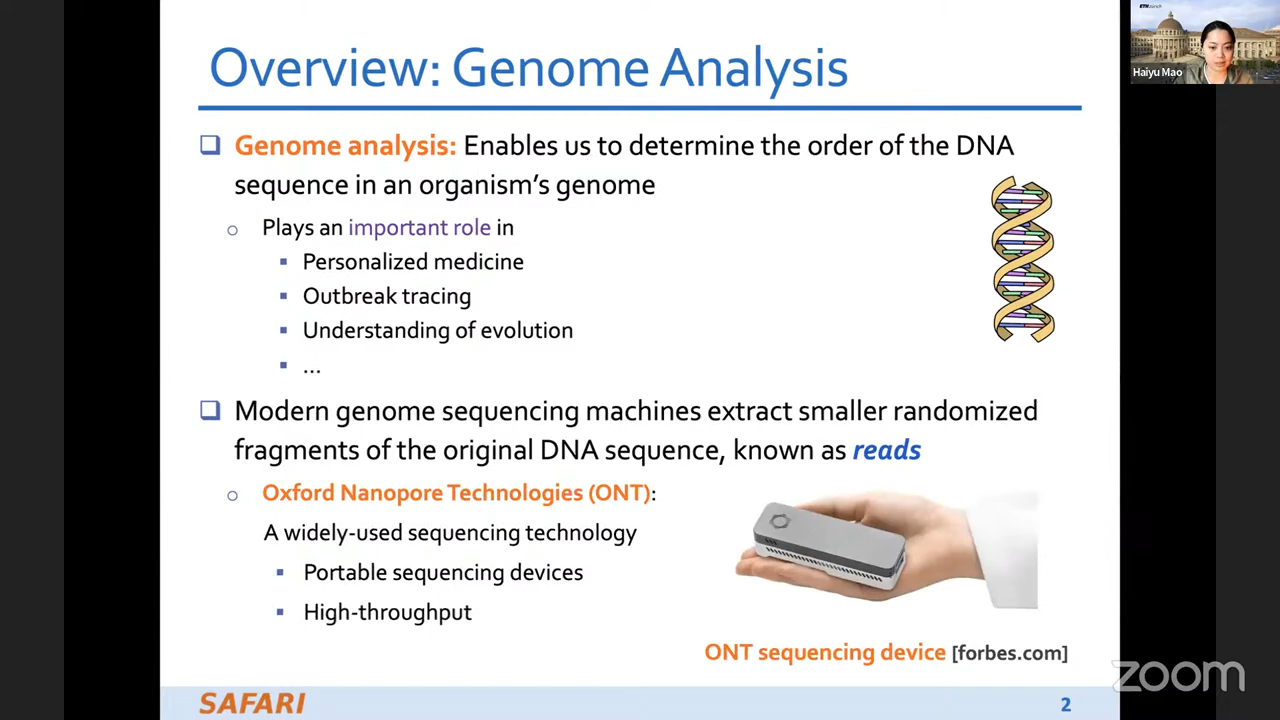 Overview: Genome Analysis
Genome analysis: Enables us to determine the order of the DNA
sequence in an organism's genome
Plays an important role in
Personalized medicine
Outbreak tracing
Understanding of evolution
...
Modern genome sequencing machines extract smaller randomized
fragments of the original DNA sequence, known as reads
Oxford Nanopore Technologies (ONT):
A widely-used sequencing technology
Portable sequencing devices
High-throughput
ONT sequencing device [forbes.com]
SAFARI
2
Haiyu Mao
zoom